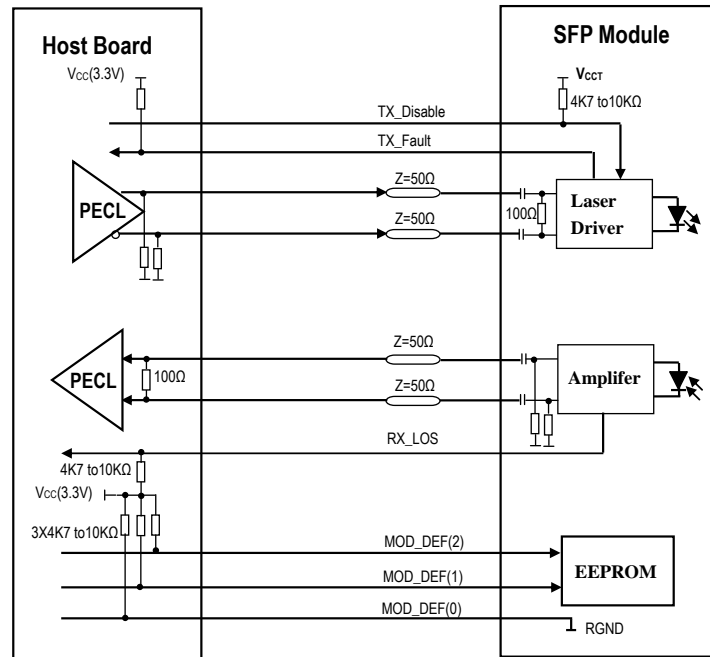 Host Board
SFP Module
Vcc(3.3V)
VCCT
4K7 to10KΩ
TX_Disable
TX_Fault
PECL
Z=50Ω
Z=50Ω
100Ω
Laser
Driver
PECL
100Ω
Z=50Ω
Z=50Ω
Amplifer
RX_LOS
4K7 to10KΩ
Vcc(3.3V)
3X4K7 to10KΩ
MOD_DEF(2)
MOD_DEF(1)
MOD_DEF(0)
EEPROM
RGND